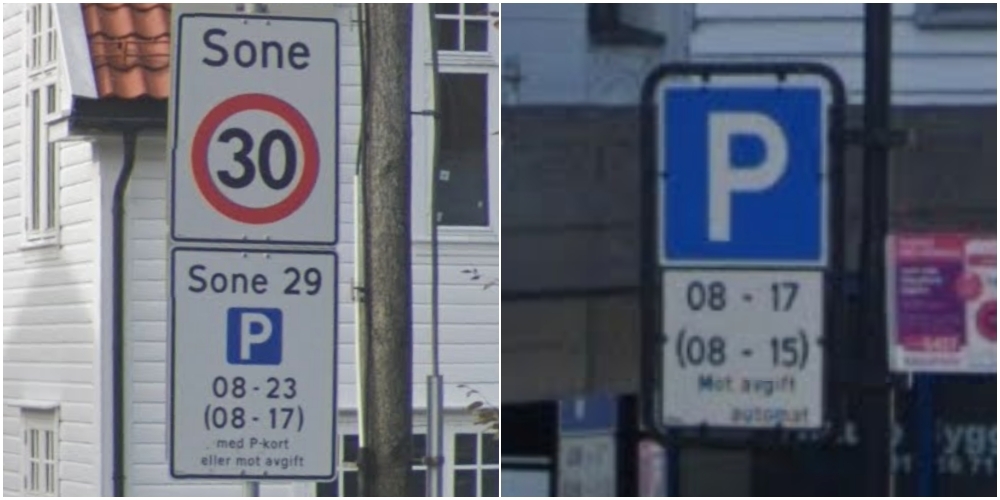 Sone
30
Sone 29
P
08-23
(08-17)
med P-kort
eller mot avgift
P
08 - 17
(08 - 15)
Mot avgift
automat